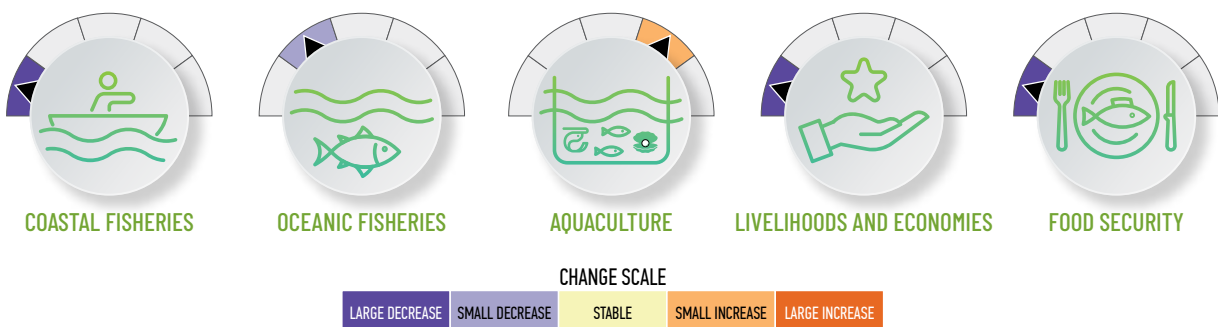 COASTAL FISHERIES
OCEANIC FISHERIES
AQUACULTURE
LIVELIHOODS AND ECONOMIES
FOOD SECURITY
CHANGE SCALE
LARGE DECREASE
SMALL DECREASE
STABLE
SMALL INCREASE
LARGE INCREASE